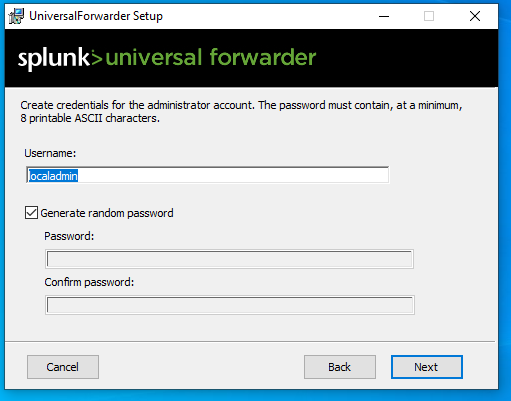 UniversalForwarder Setup
splunk>universal forwarder
Create credentials for the administrator account. The password must contain, at a minimum,
8 printable ASCII characters.
Username:
localadmin
Generate random password
Password:
Confirm password:
Cancel
Back
Next